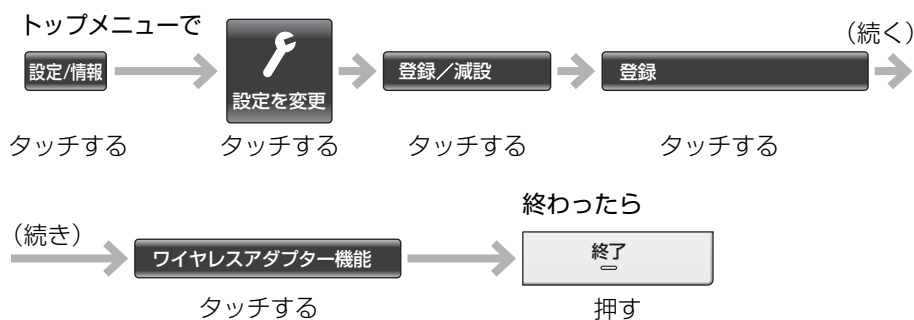 トップメニューで
(続く)
設定/情報
設定を変更
登録／減設
登録
タッチする タッチする タッチする タッチする
終わったら
(続き)
ワイヤレスアダプター機能
終了
タッチする 押す